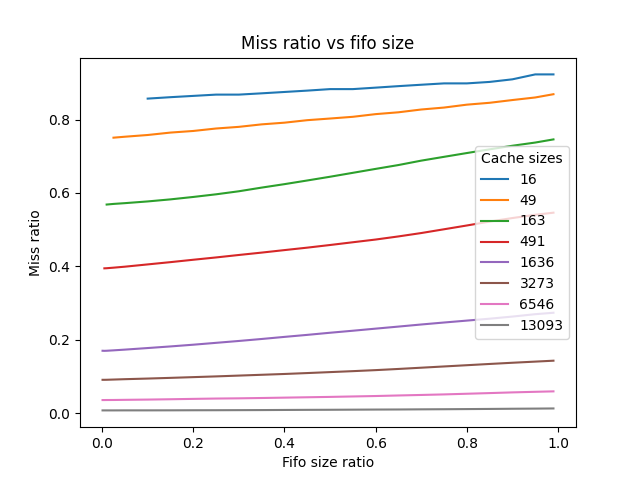 Miss ratio vs fifo size
Miss ratio
0.8
0.6
0.4
0.2
0.0
Cache sizes
16
49
163
491
1636
3273
6546
13093
0.0 0.2 0.4 0.6 0.8 1.0
Fifo size ratio